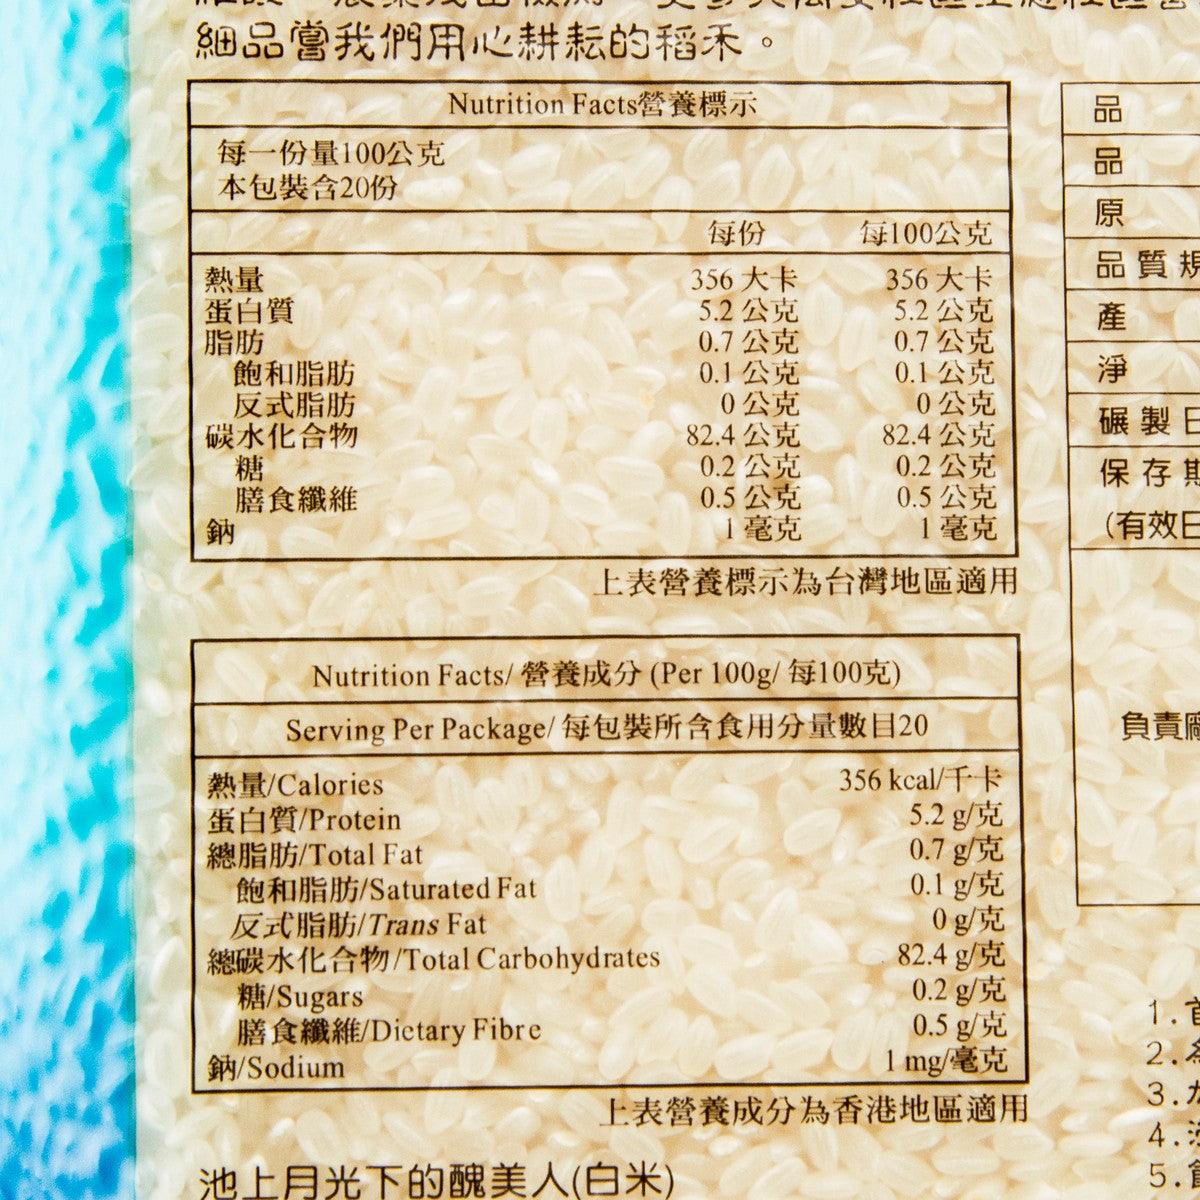 細品嘗我們用心耕耘的稻禾。
Nutrition Facts營養標示
每一份量100公克
本包裝含20份
每份 每100公克
熱量 356 大卡 356 大卡
蛋白質 5.2 公克 5.2 公克
脂肪 0.7 公克 0.7 公克
飽和脂肪 0.1 公克 0.1 公克
反式脂肪 0 公克 0 公克
碳水化合物 82.4 公克 82.4 公克
糖 0.2 公克 0.2 公克
膳食纖維 0.5 公克 0.5 公克
鈉 1 毫克 1 毫克
上表營養標示為台灣地區適用
Nutrition Facts/ 營養成分 (Per 100g/ 每100克)
Serving Per Package/ 每包裝所含食用分量數目20
熱量/Calories 356 kcal/千卡
蛋白質/Protein 5.2 g/克
總脂肪/Total Fat 0.7 g/克
飽和脂肪/Saturated Fat 0.1 g/克
反式脂肪/Trans Fat 0 g/克
總碳水化合物/Total Carbohydrates 82.4 g/克
糖/Sugars 0.2 g/克
膳食纖維/Dietary Fibre 0.5 g/克
鈉/Sodium 1 mg/毫克
上表營養成分為香港地區適用
池上月光下的醜美人(白米)
品
品
原
品質規
產
淨
碾製日
保存期
(有效日
負責廠
1.首
2.
3.
4.
5.